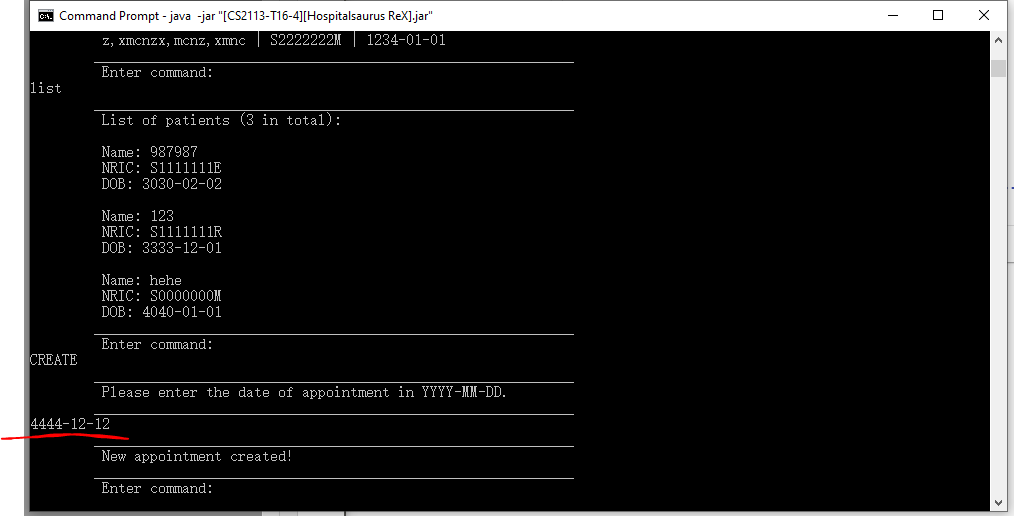 Command Prompt - java -jar "[CS2113-T16-4][Hospitalsaurus ReX].jar"
z,xmcnzx,mcnz,xmnc | S2222222M | 1234-01-01
Enter command:
list
List of patients (3 in total):
Name: 987987
NRIC: S1111111E
DOB: 3030-02-02
Name: 123
NRIC: S1111111R
DOB: 3333-12-01
Name: hehe
NRIC: S0000000M
DOB: 4040-01-01
Enter command:
CREATE
Please enter the date of appointment in YYYY-MM-DD.
4444-12-12
New appointment created!
Enter command: